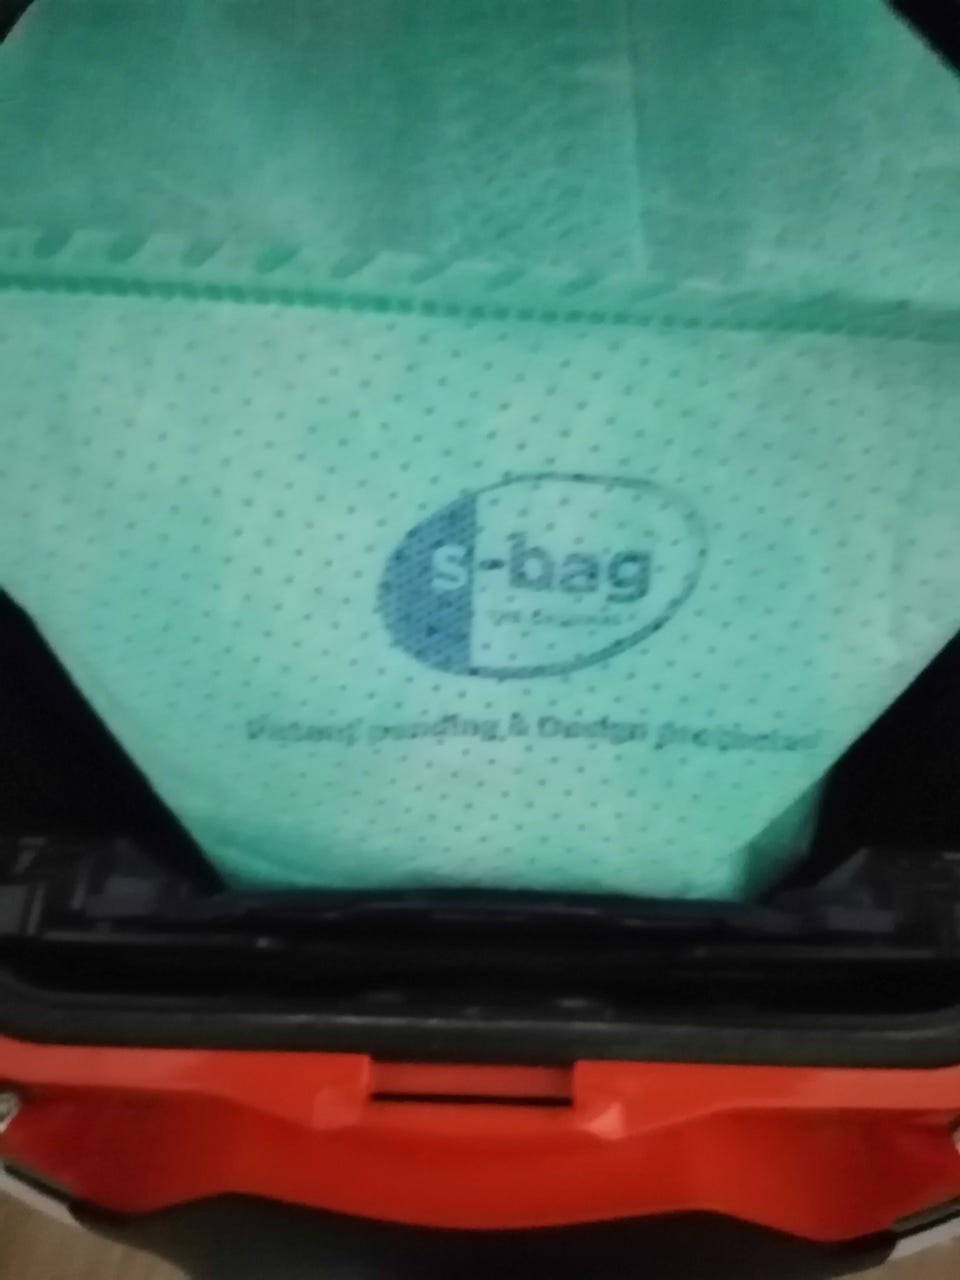 s-bag
Patent pending & Design protected